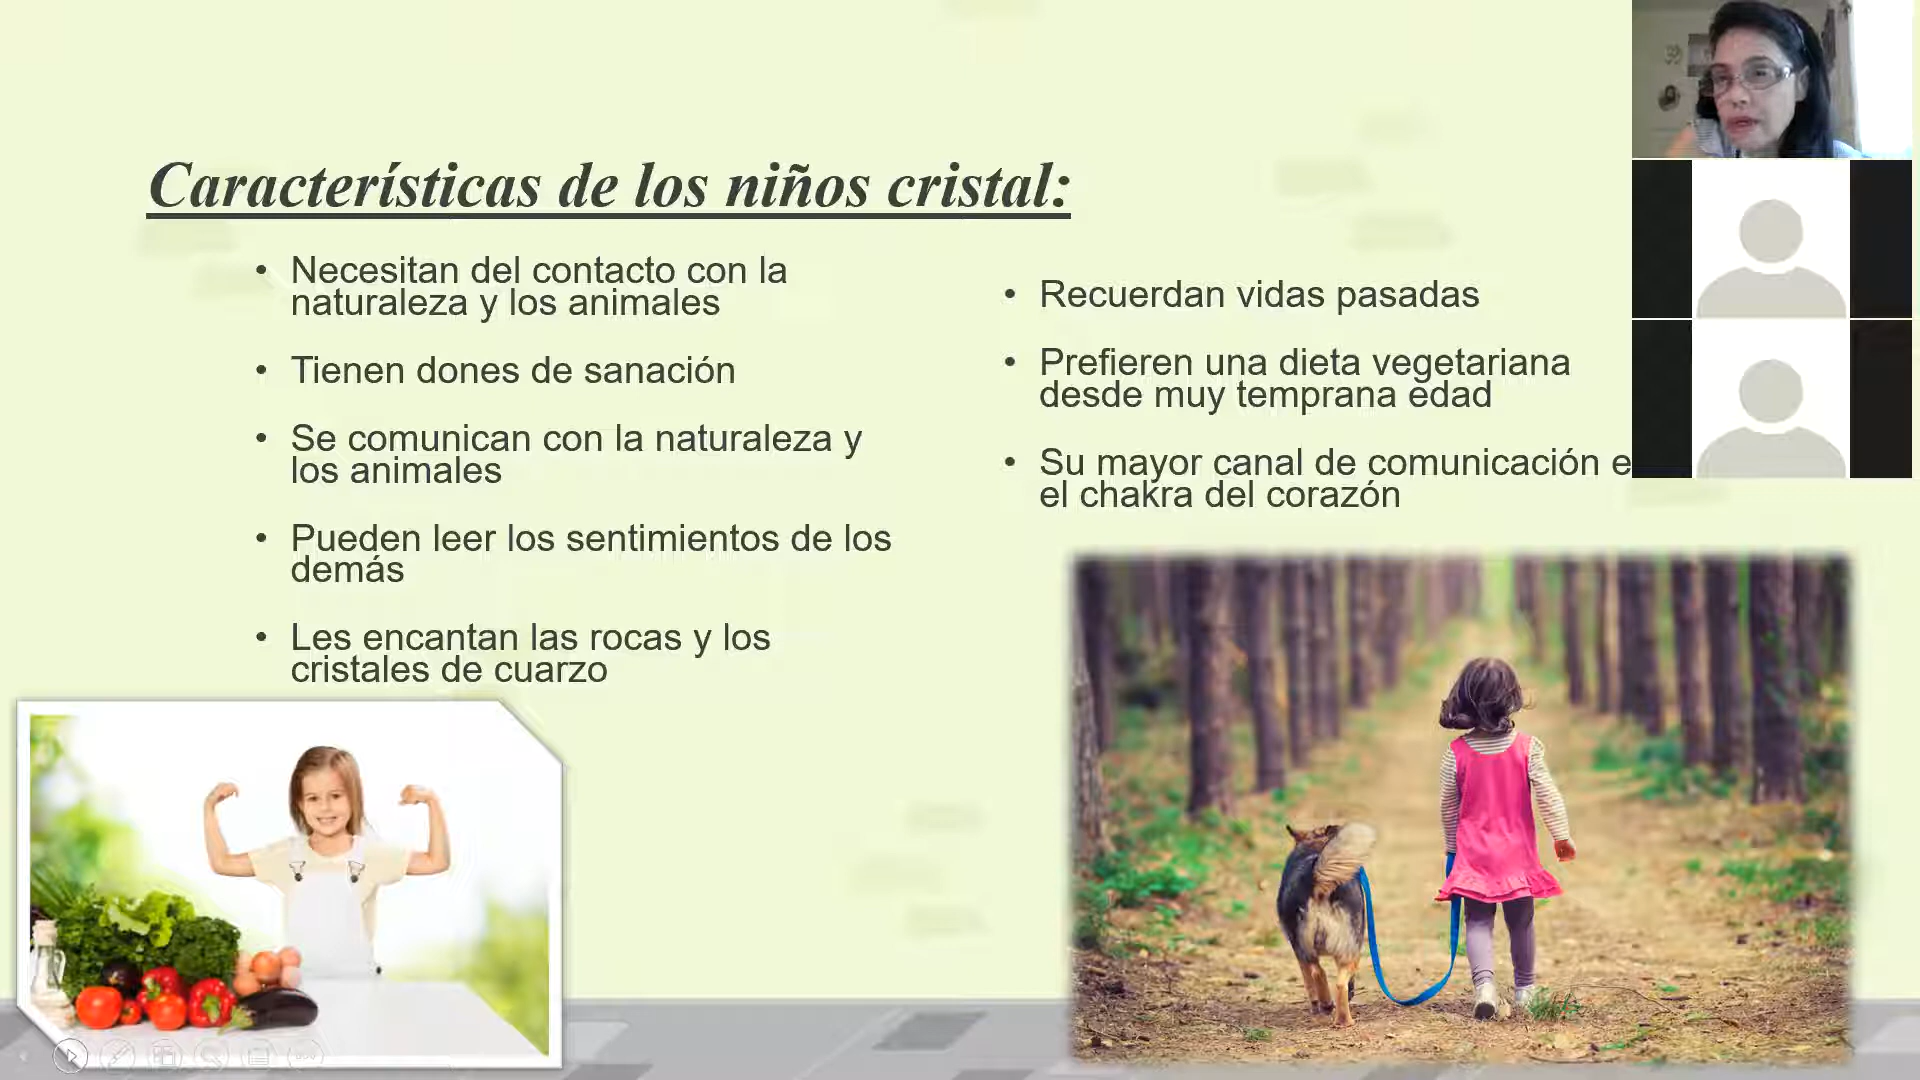 Características de los niños cristal:
• Necesitan del contacto con la
naturaleza y los animales
• Tienen dones de sanación
• Se comunican con la naturaleza y
los animales
• Pueden leer los sentimientos de los
demás
• Les encantan las rocas y los
cristales de cuarzo
• Recuerdan vidas pasadas
• Prefieren una dieta vegetariana
desde muy temprana edad
• Su mayor canal de comunicación e
el chakra del corazón